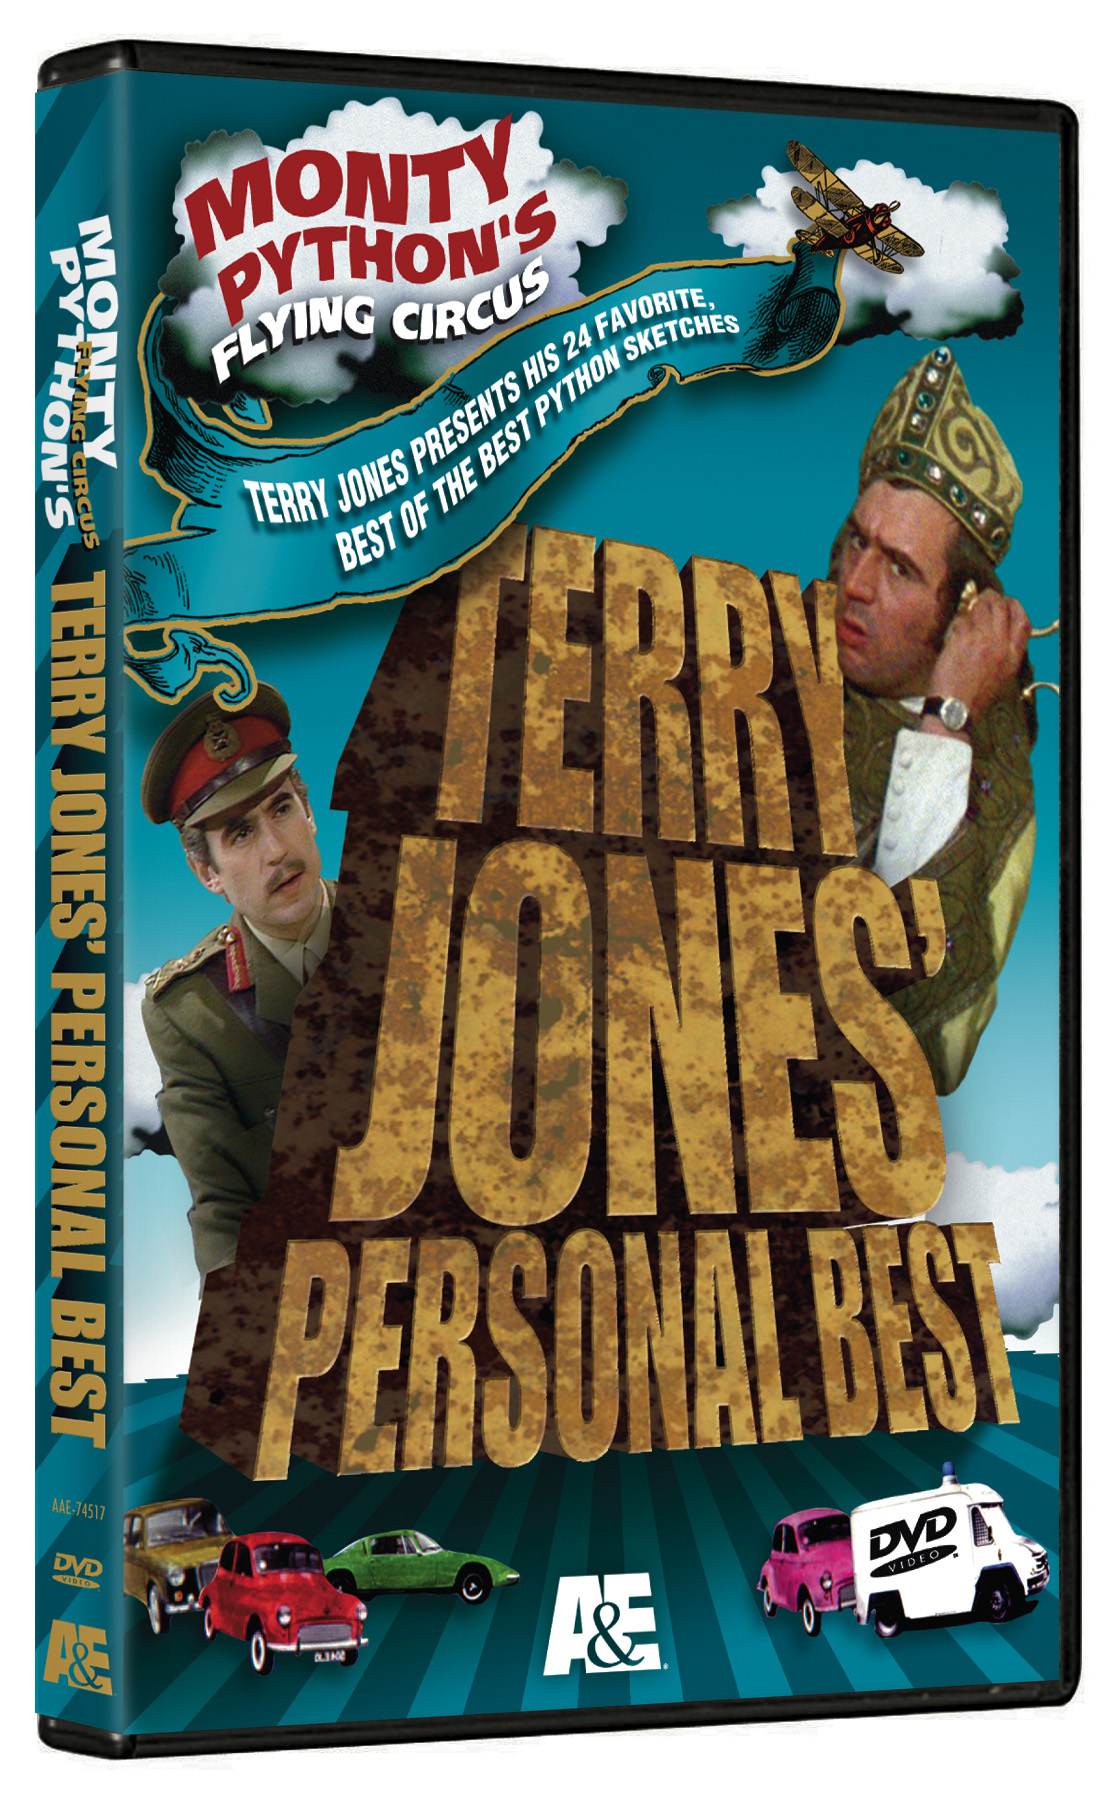 MONTY
PYTHON'S
FLYING CIRCUS
TERRY JONES PRESENTS HIS 24 FAVORITE,
BEST OF THE BEST PYTHON SKETCHES
TERRY
JONES'
PERSONAL BEST
DVD
VIDEO
A&E
MONTY
PYTHON'S
FLYING CIRCUS
TERRY JONES' PERSONAL BEST
AAE-74517
DVD
VIDEO
A&E